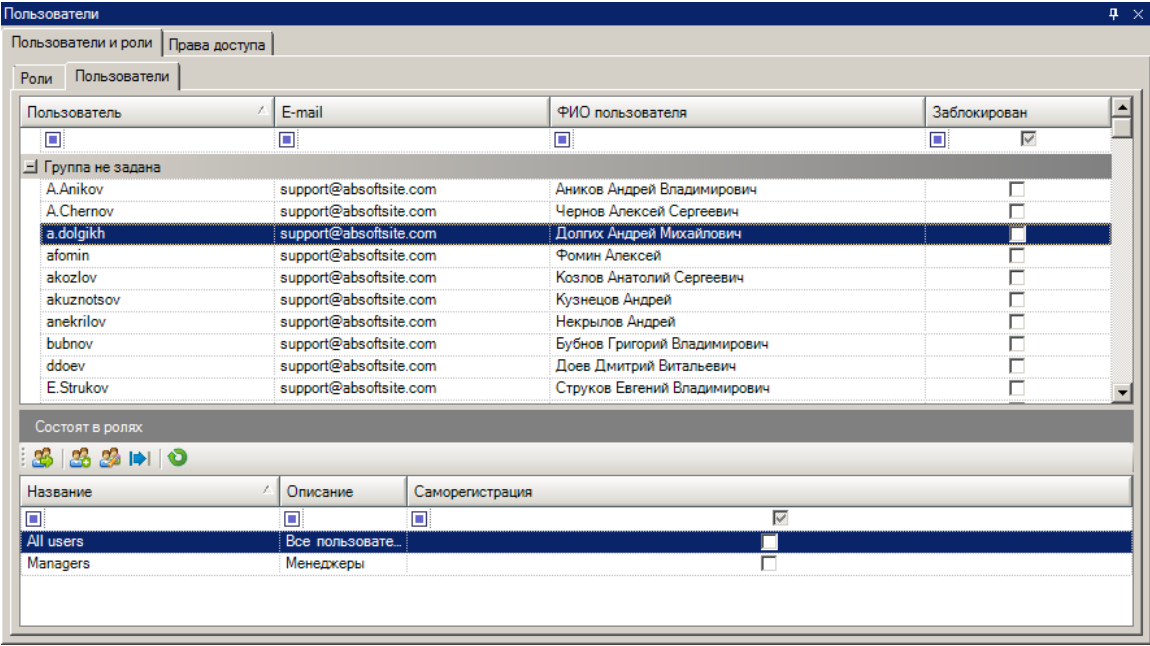 Пользователи
Пользователи и роли Права доступа
Роли Пользователи
Пользователь E-mail ФИО пользователя Заблокирован
Группа не задана
A.Anikov support@absoftsite.com Аников Андрей Владимирович
A.Chernov support@absoftsite.com Чернов Алексей Сергеевич
a.dolgikh support@absoftsite.com Долгих Андрей Михайлович
afomin support@absoftsite.com Фомин Алексей
akozlov support@absoftsite.com Козлов Анатолий Сергеевич
akuznotsov support@absoftsite.com Кузнецов Андрей
anekrilov support@absoftsite.com Некрылов Андрей
bubnov support@absoftsite.com Бубнов Григорий Владимирович
ddoev support@absoftsite.com Доев Дмитрий Витальевич
E.Strukov support@absoftsite.com Струков Евгений Владимирович
Состоят в ролях
Название Описание Саморегистрация
All users Все пользовате...
Managers Менеджеры